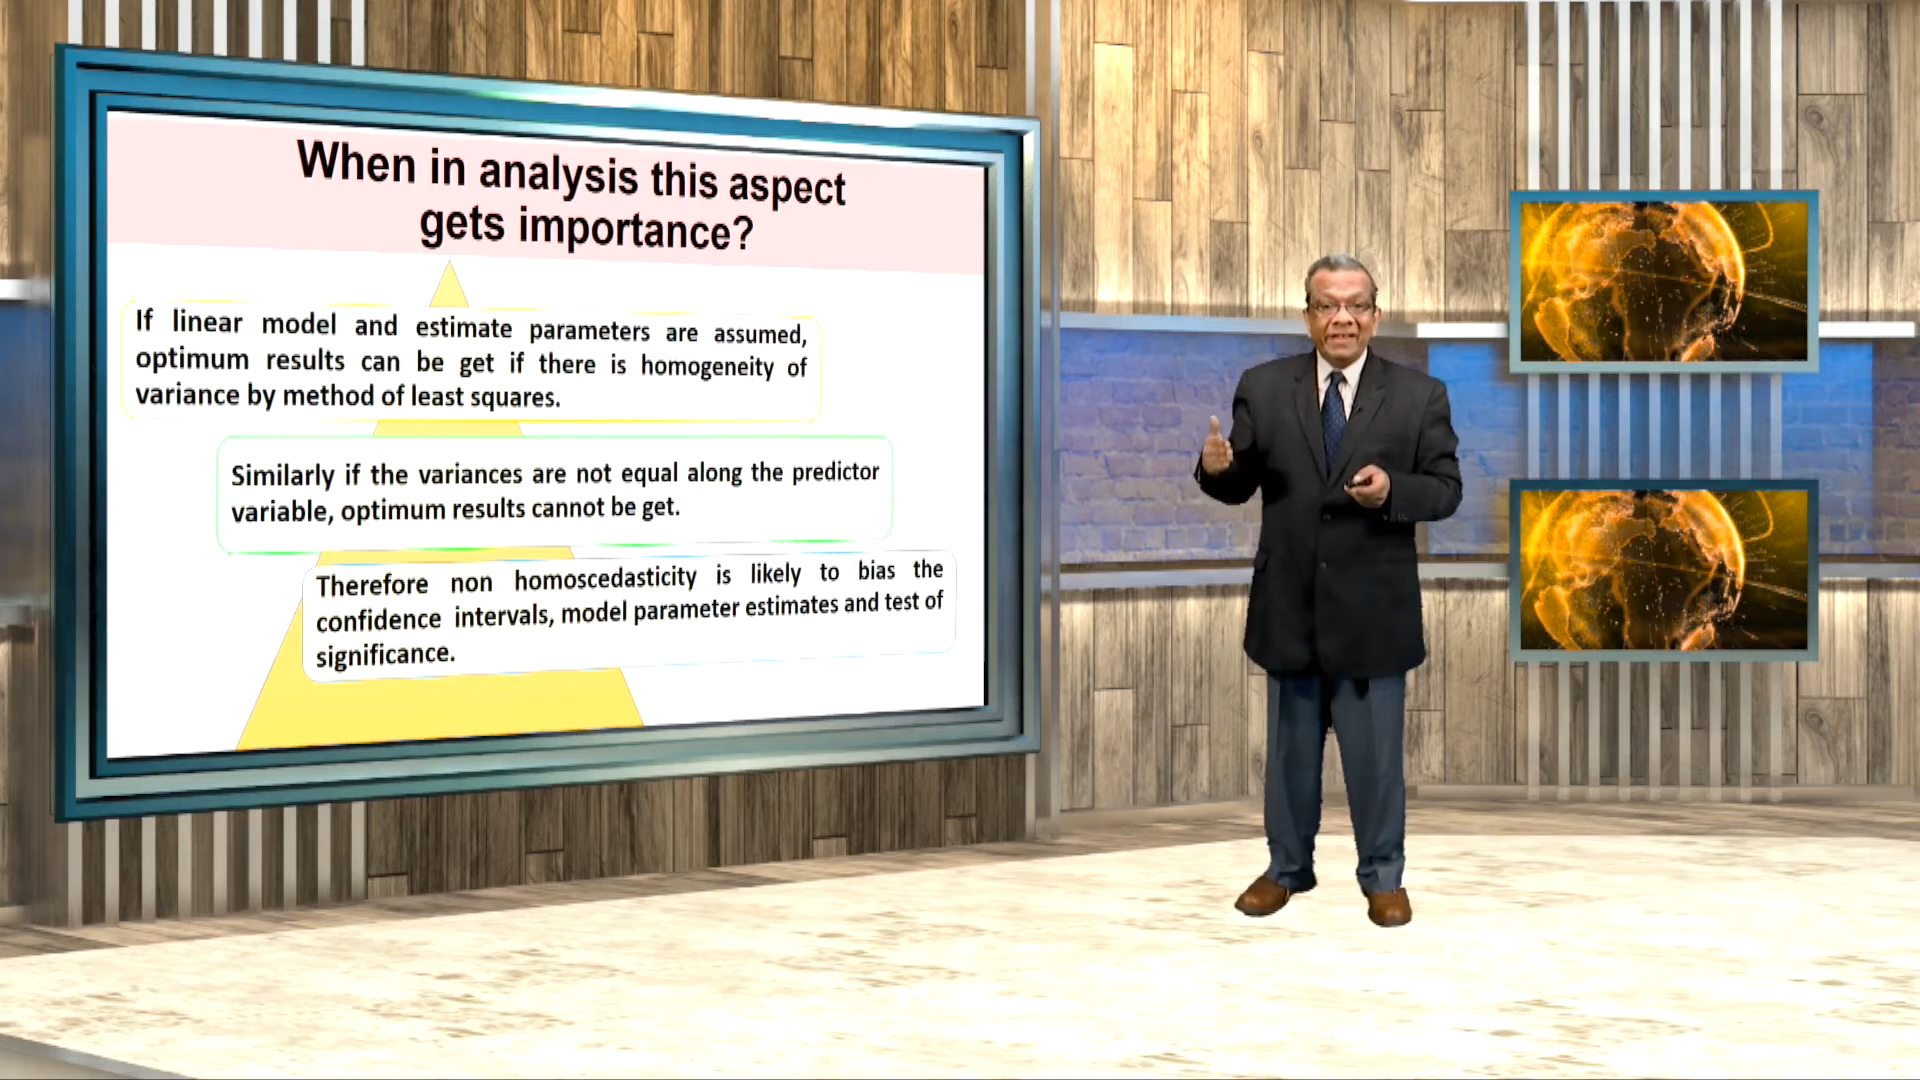 When in analysis this aspect
gets importance?
If linear model and estimate parameters are assumed,
optimum results can be get if there is homogeneity of
variance by method of least squares.
Similarly if the variances are not equal along the predictor
variable, optimum results cannot be get.
Therefore non homoscedasticity is likely to bias the
confidence intervals, model parameter estimates and test of
significance.